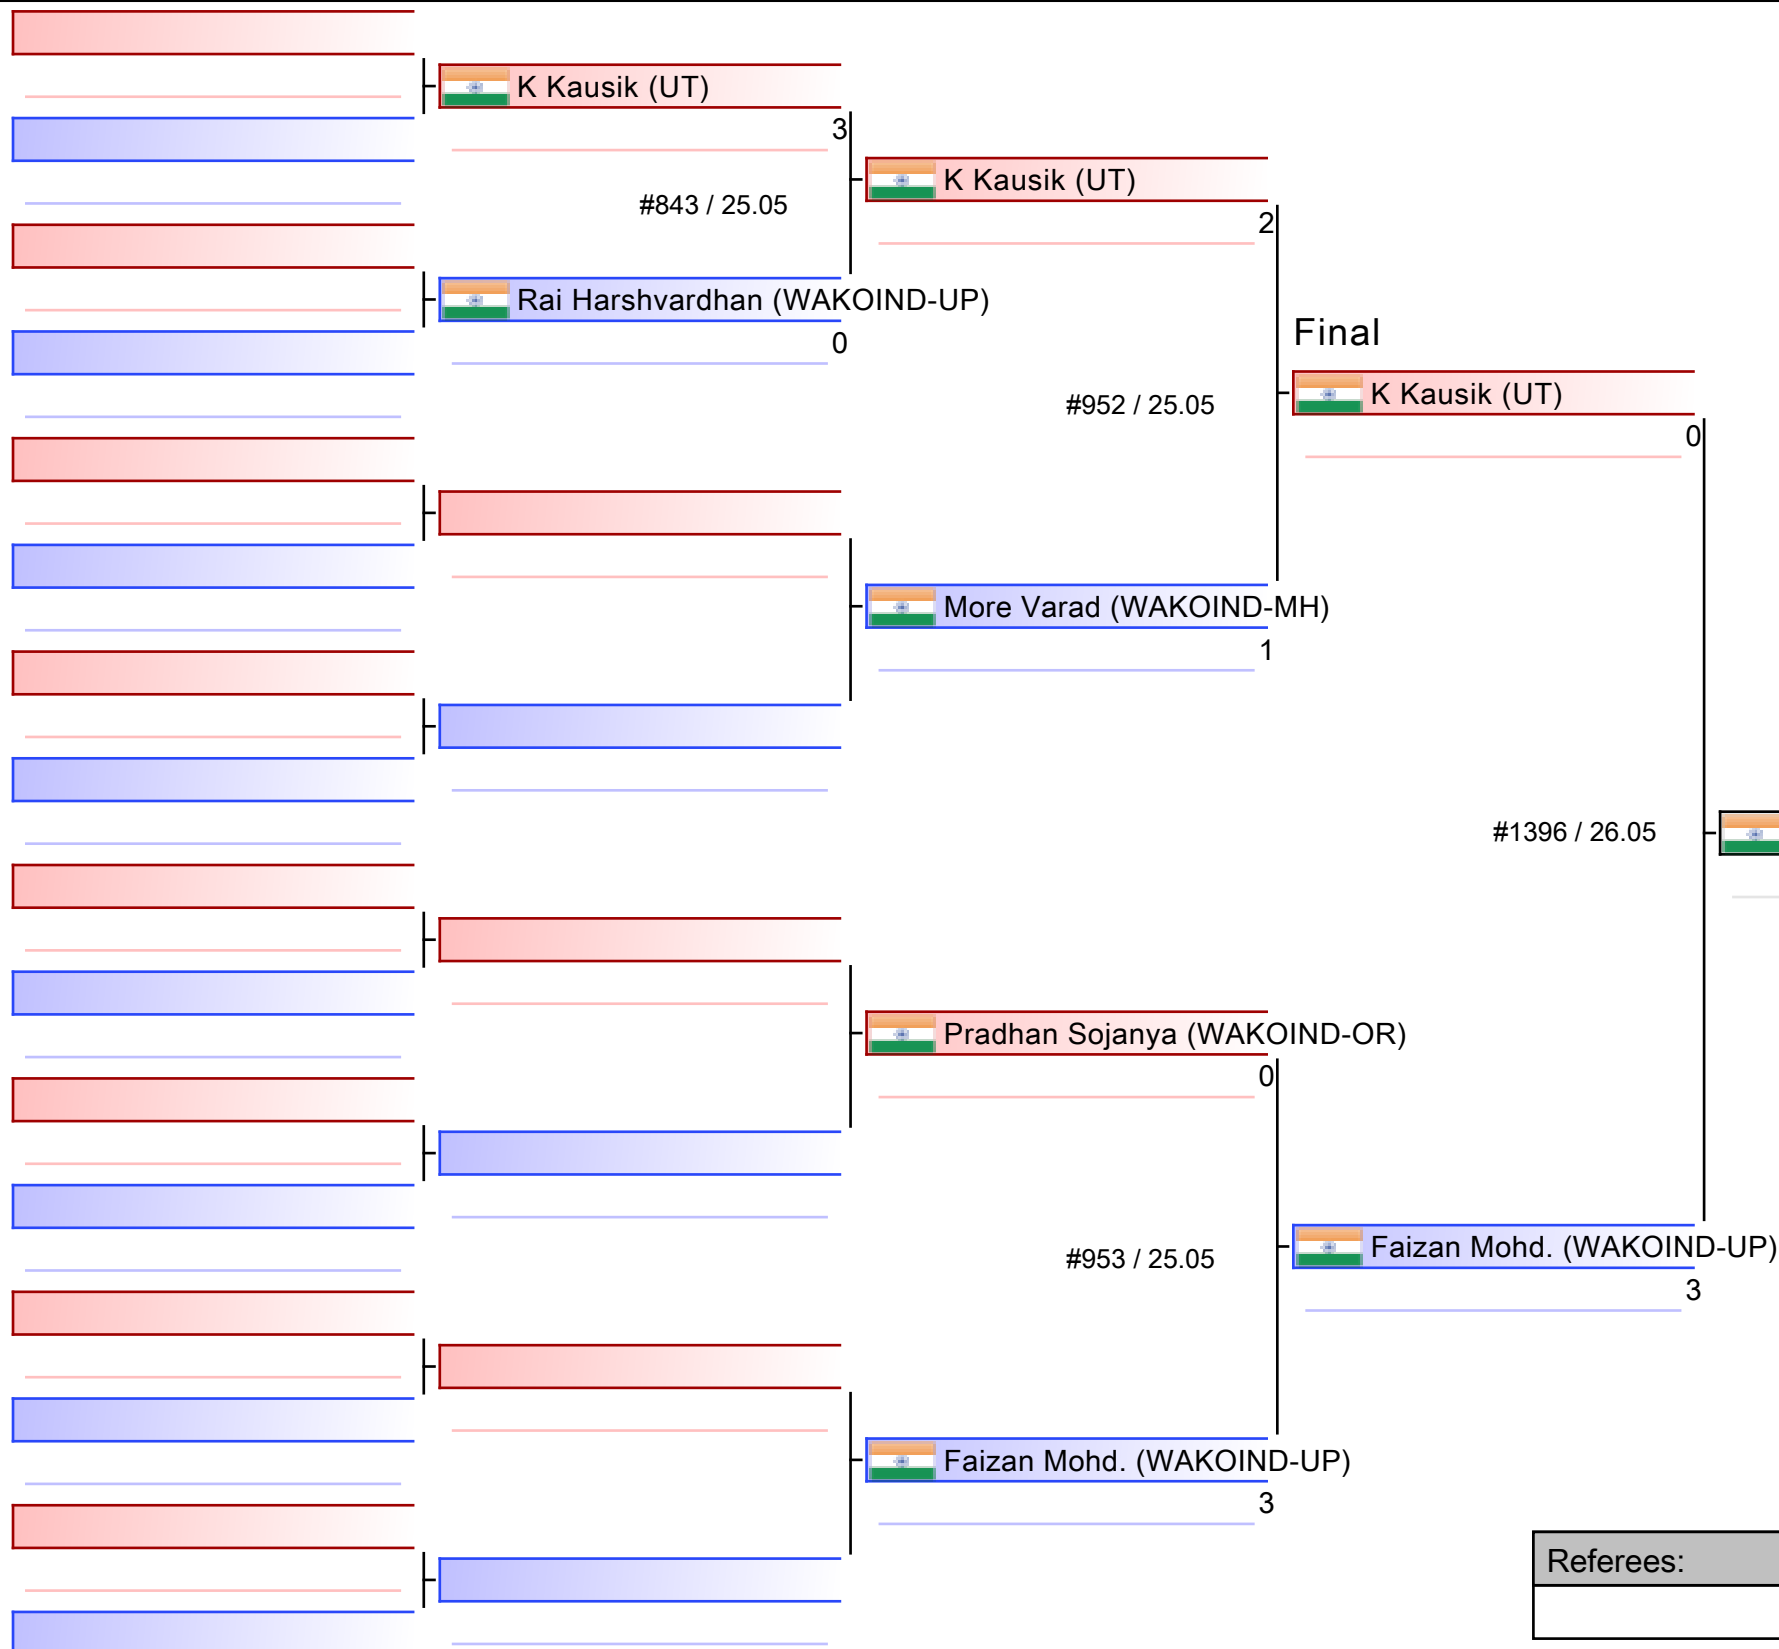 K Kausik (UT)
3
K Kausik (UT)
#843 / 25.05
2
Rai Harshvardhan (WAKOIND-UP)
0
Final
K Kausik (UT)
#952 / 25.05
0
More Varad (WAKOIND-MH)
1
#1396 / 26.05
Pradhan Sojanya (WAKOIND-OR)
0
Faizan Mohd. (WAKOIND-UP)
#953 / 25.05
3
Faizan Mohd. (WAKOIND-UP)
3
Referees: